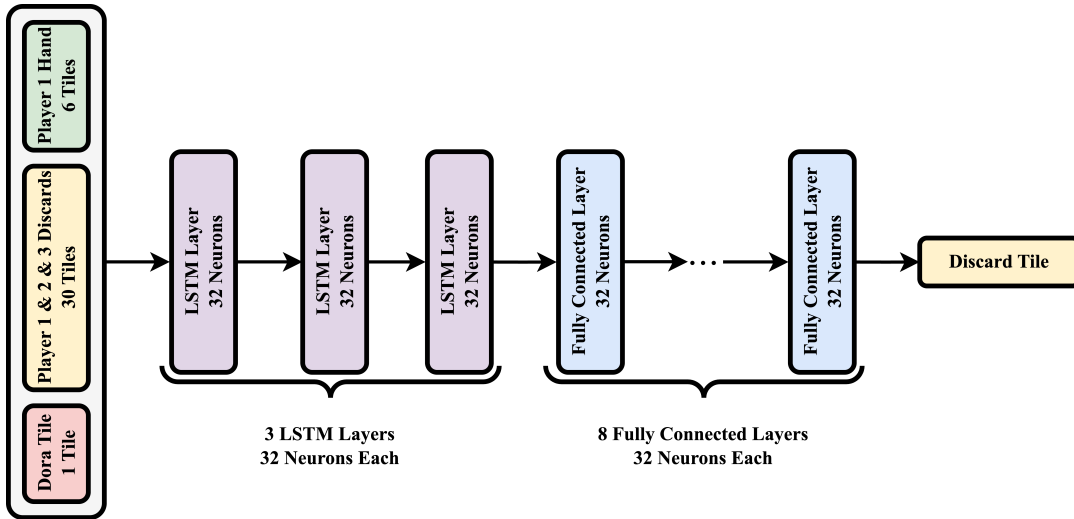 Player 1 Hand
6 Tiles
Player 1 & 2 & 3 Discards
30 Tiles
Dora Tile
1 Tile
LSTM Layer
32 Neurons
LSTM Layer
32 Neurons
LSTM Layer
32 Neurons
Fully Connected Layer
32 Neurons
...
Fully Connected Layer
32 Neurons
Discard Tile
3 LSTM Layers
32 Neurons Each
8 Fully Connected Layers
32 Neurons Each